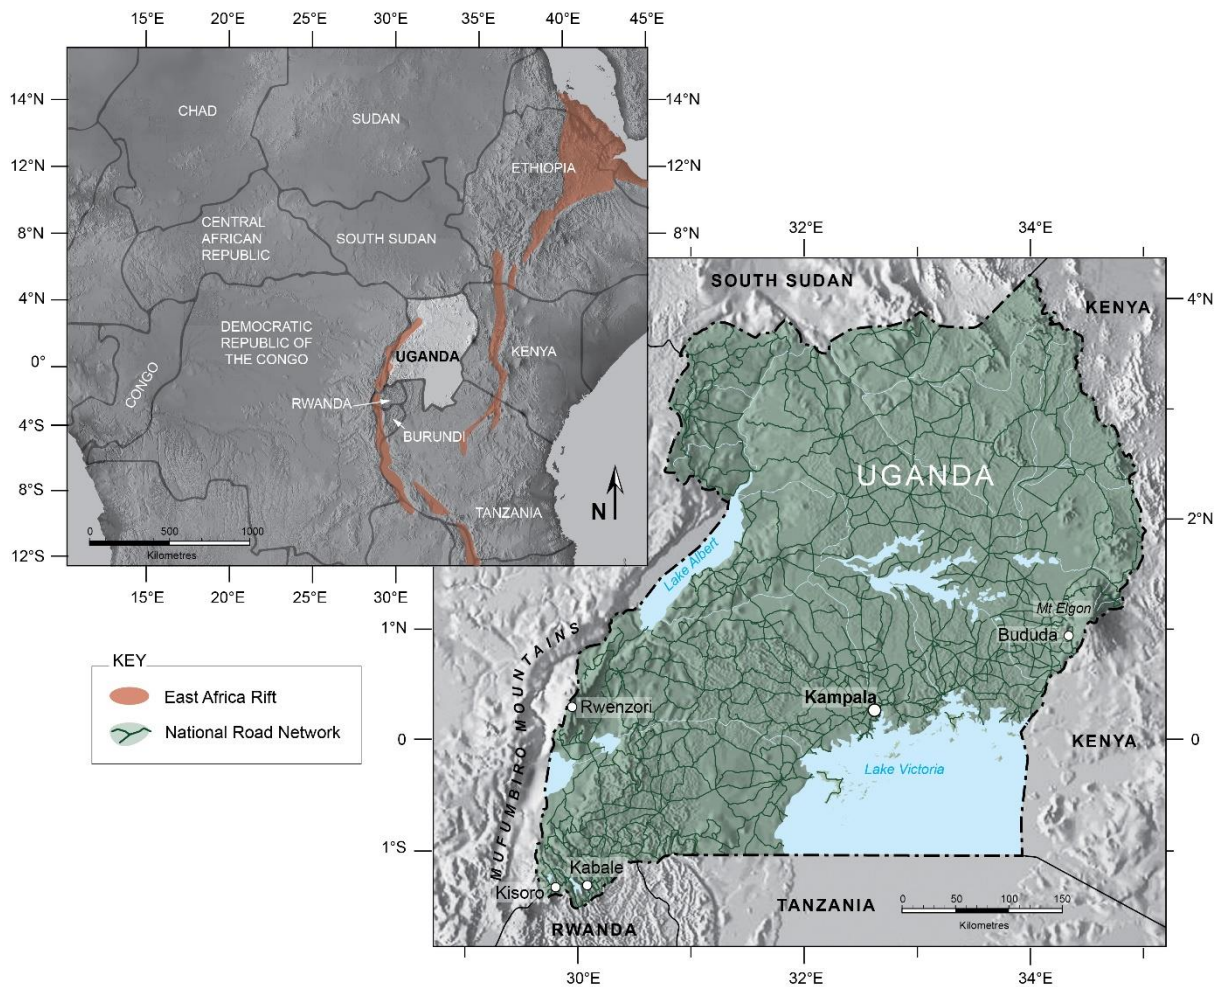 15°E 20°E 25°E 30°E 35°E 40°E 45°E
14°N
12°N
8°N
4°N
0°
4°S
8°S
12°S
14°N
12°N
8°N
CHAD
SUDAN
ETHIOPIA
CENTRAL
AFRICAN
REPUBLIC
SOUTH SUDAN
DEMOCRATIC
REPUBLIC OF
THE CONGO
UGANDA
KENYA
CONGO
RWANDA
BURUNDI
TANZANIA
N
0 500 1000
Kilometres
15°E 20°E 25°E 30°E 35°E 40°E
KEY
East Africa Rift
National Road Network
32°E 34°E
SOUTH SUDAN
KENYA
4°N
UGANDA
2°N
Lake Albert
Mt Elgon
1°N
Bududa
MUFUMBIRO MOUNTAINS
Rwenzori
Kampala
0
KENYA
0
Lake Victoria
1°S
Kabale
Kisoro
TANZANIA
RWANDA
0 50 100 150
Kilometres
30°E 32°E 34°E